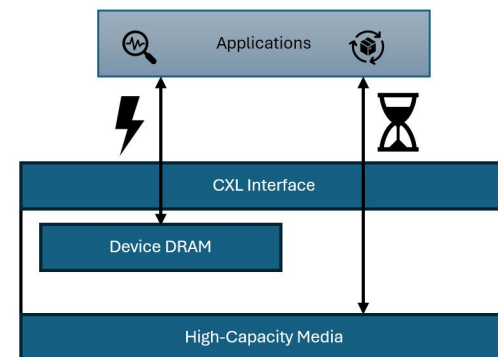 Applications
CXL Interface
Device DRAM
High-Capacity Media